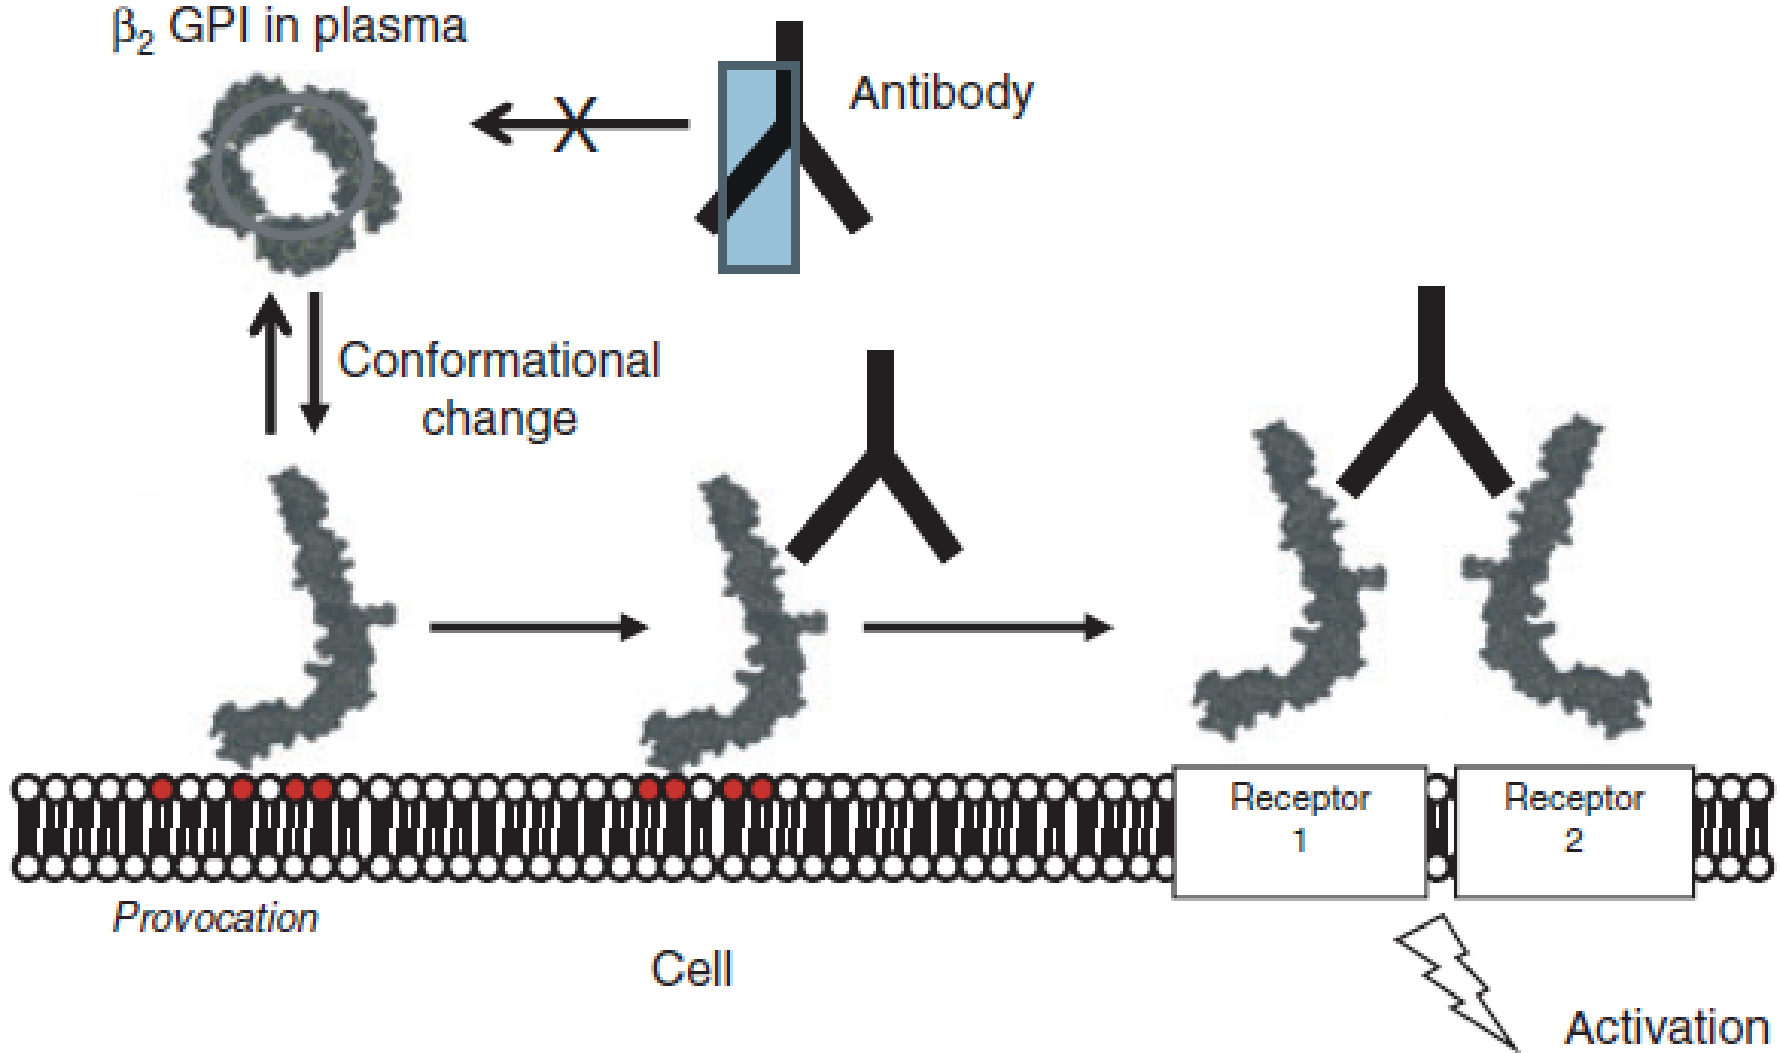 β₂ GPI in plasma
X
Antibody
Conformational
change
Receptor
1
Receptor
2
Provocation
Cell
Activation